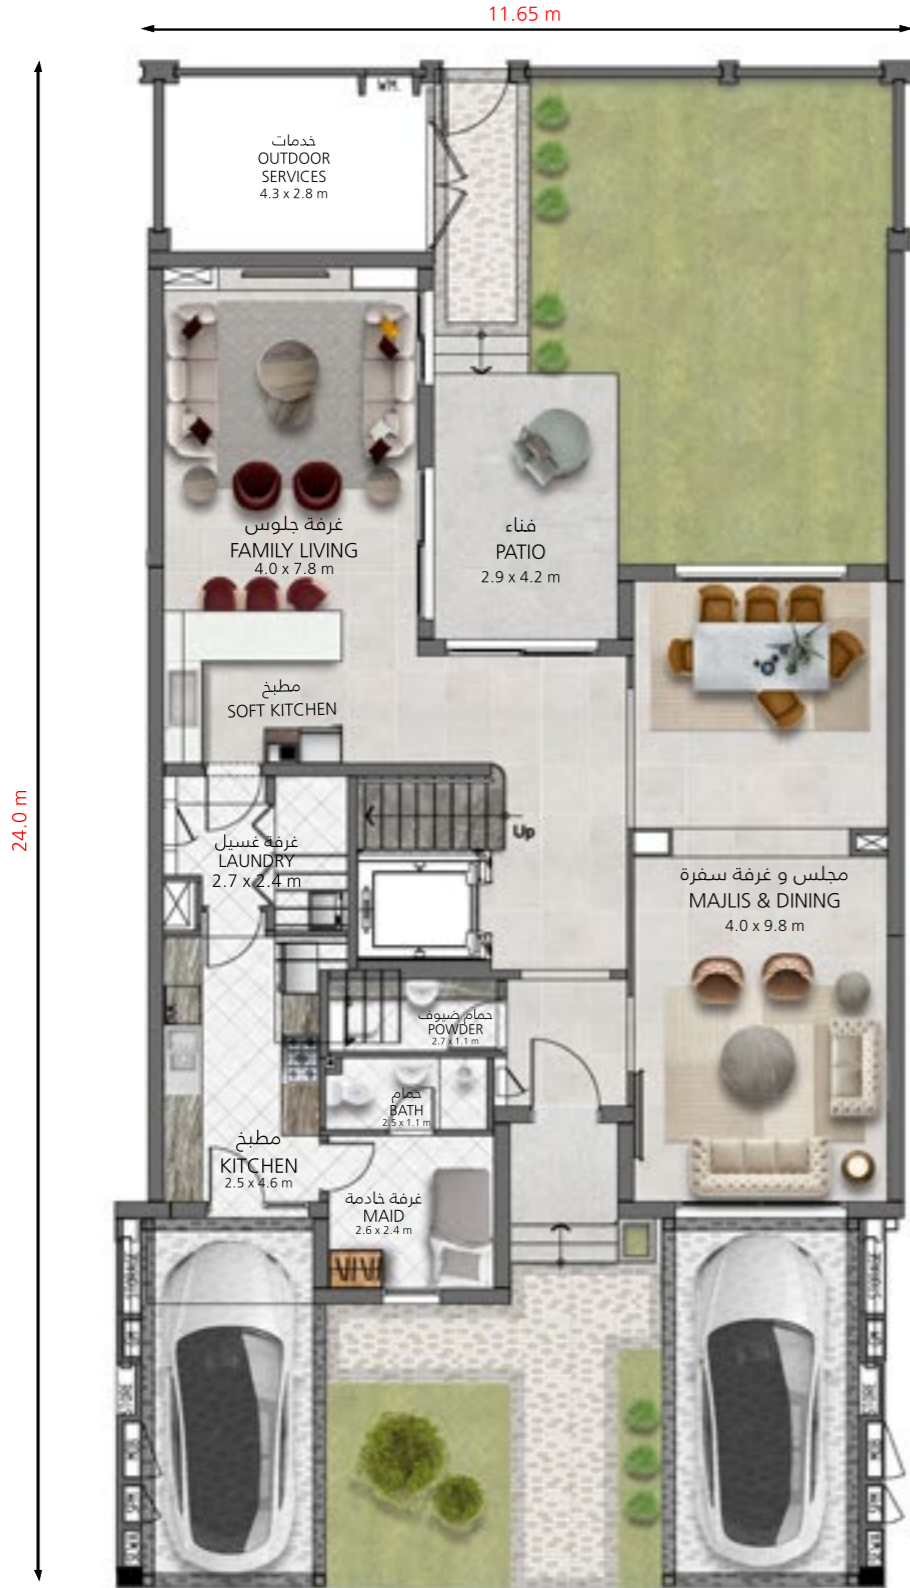 11.65 m
24.0 m
WM.
خدمات
OUTDOOR
SERVICES
4.3 x 2.8 m
غرفة جلوس
FAMILY LIVING
4.0 x 7.8 m
فناء
PATIO
2.9 x 4.2 m
مطبخ
SOFT KITCHEN
Up
غرفة غسيل
LAUNDRY
2.7 x 2.4 m
مجلس و غرفة سفرة
MAJLIS & DINING
4.0 x 9.8 m
حمام ضيوف
POWDER
2.7 x 1.1 m
حمام
BATH
2.5 x 1.1 m
مطبخ
KITCHEN
2.5 x 4.6 m
غرفة خادمة
MAID
2.6 x 2.4 m